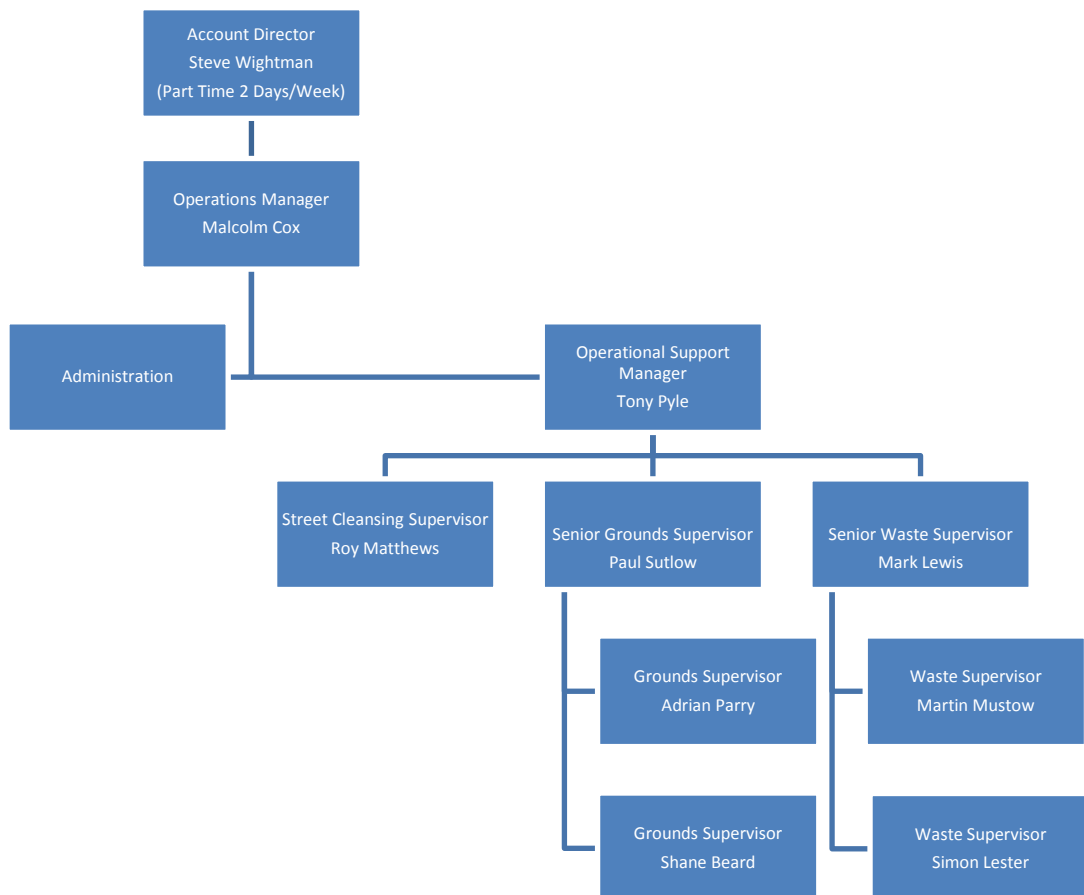 Account Director
Steve Wightman
(Part Time 2 Days/Week)
Operations Manager
Malcolm Cox
Administration
Operational Support
Manager
Tony Pyle
Street Cleansing Supervisor
Roy Matthews
Senior Grounds Supervisor
Paul Sutlow
Senior Waste Supervisor
Mark Lewis
Grounds Supervisor
Adrian Parry
Waste Supervisor
Martin Mustow
Grounds Supervisor
Shane Beard
Waste Supervisor
Simon Lester